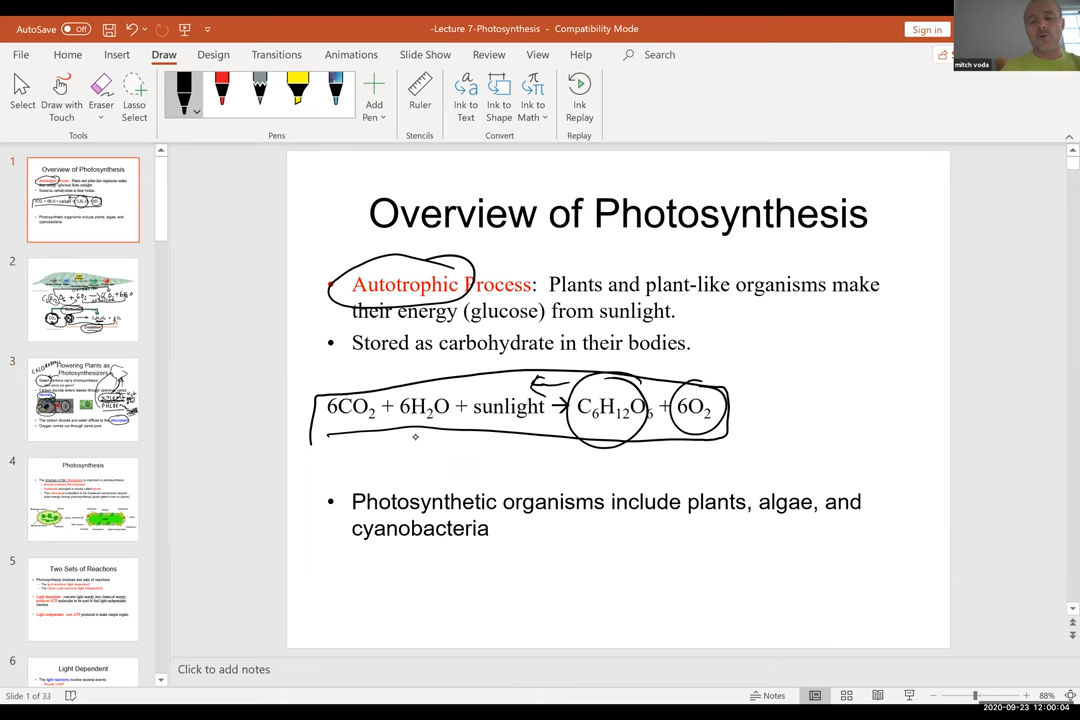 AutoSave Off
-Lecture 7-Photosynthesis - Compatibility Mode
Sign in
mitch voda
File Home Insert Draw Design Transitions Animations Slide Show Review View Help Search
Select
Draw with Touch
Eraser
Lasso Select
Add Pen
Ruler
Ink to Text
Ink to Shape
Ink to Math
Ink Replay
Tools
Pens
Stencils
Convert
Replay
1
Overview of Photosynthesis
2
3
Flowering Plants as
Photosynthesizers
4
Photosynthesis
5
Two Sets of Reactions
6
Light Dependent
Overview of Photosynthesis
• Autotrophic Process: Plants and plant-like organisms make
their energy (glucose) from sunlight.
• Stored as carbohydrate in their bodies.
6CO₂ + 6H₂O + sunlight → C₆H₁₂O₆ + 6O₂
• Photosynthetic organisms include plants, algae, and
cyanobacteria
Click to add notes
Slide 1 of 33
Notes
88%
2020-09-23 12:00:04